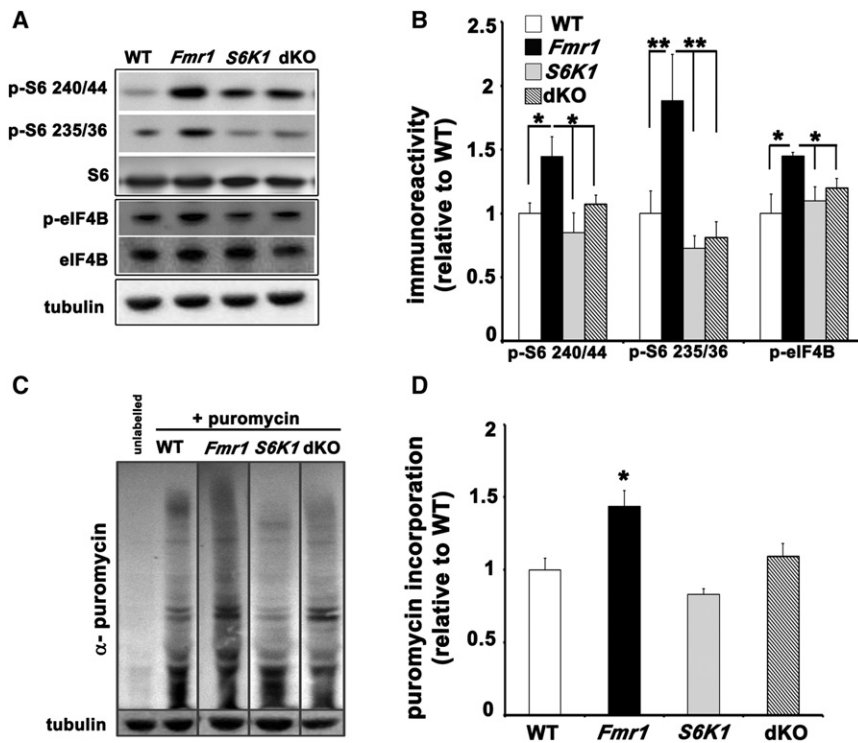 A
WT Fmr1 S6K1 dKO
p-S6 240/44
p-S6 235/36
S6
p-eIF4B
eIF4B
tubulin
B
WT
Fmr1
S6K1
dKO
immunoreactivity
(relative to WT)
2.5
2
1.5
1
0.5
0
* * ** ** * *
p-S6 240/44 p-S6 235/36 p-eIF4B
C
unlabelled
+ puromycin
WT Fmr1 S6K1 dKO
α- puromycin
tubulin
D
puromycin incorporation
(relative to WT)
2
1.5
1
0.5
0
*
WT Fmr1 S6K1 dKO